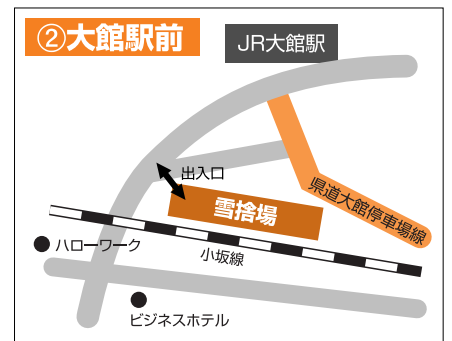 ②大館駅前
JR大館駅
出入口
雪捨場
県道大館停車場線
ハローワーク
小坂線
ビジネスホテル